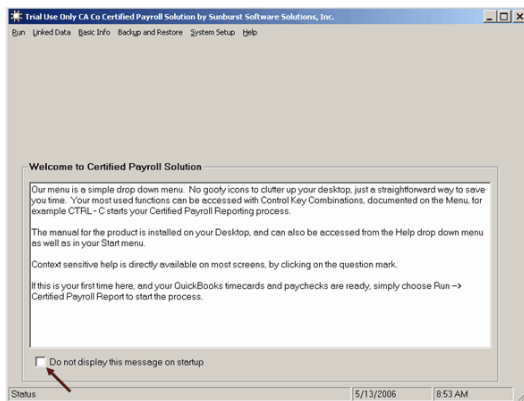 Trial Use Only CA Co Certified Payroll Solution by Sunburst Software Solutions, Inc.
Run Linked Data Basic Info Backup and Restore System Setup Help
Welcome to Certified Payroll Solution
Our menu is a simple drop down menu. No goofy icons to clutter up your desktop, just a straightforward way to save
you time. Your most used functions can be accessed with Control Key Combinations, documented on the Menu, for
example CTRL - C starts your Certified Payroll Reporting process.
The manual for the product is installed on your Desktop, and can also be accessed from the Help drop down menu
as well as in your Start menu.
Context sensitive help is directly available on most screens, by clicking on the question mark.
If this is your first time here, and your QuickBooks timecards and paychecks are ready, simply choose Run -->
Certified Payroll Report to start the process.
Do not display this message on startup
Status 5/13/2006 8:53 AM